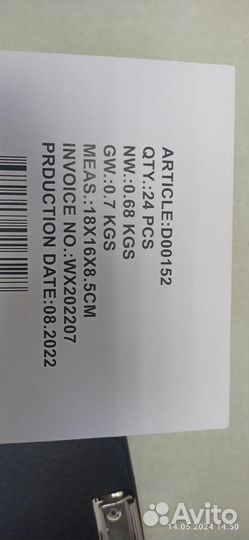 ARTICLE:D00152
QTY.:24 PCS
NW.:0.68 KGS
GW.:0.7 KGS
MEAS.:18X16X8.5CM
INVOICE NO.:WX202207
PRDUCTION DATE:08.2022
Avito
14.05.2024 14:50